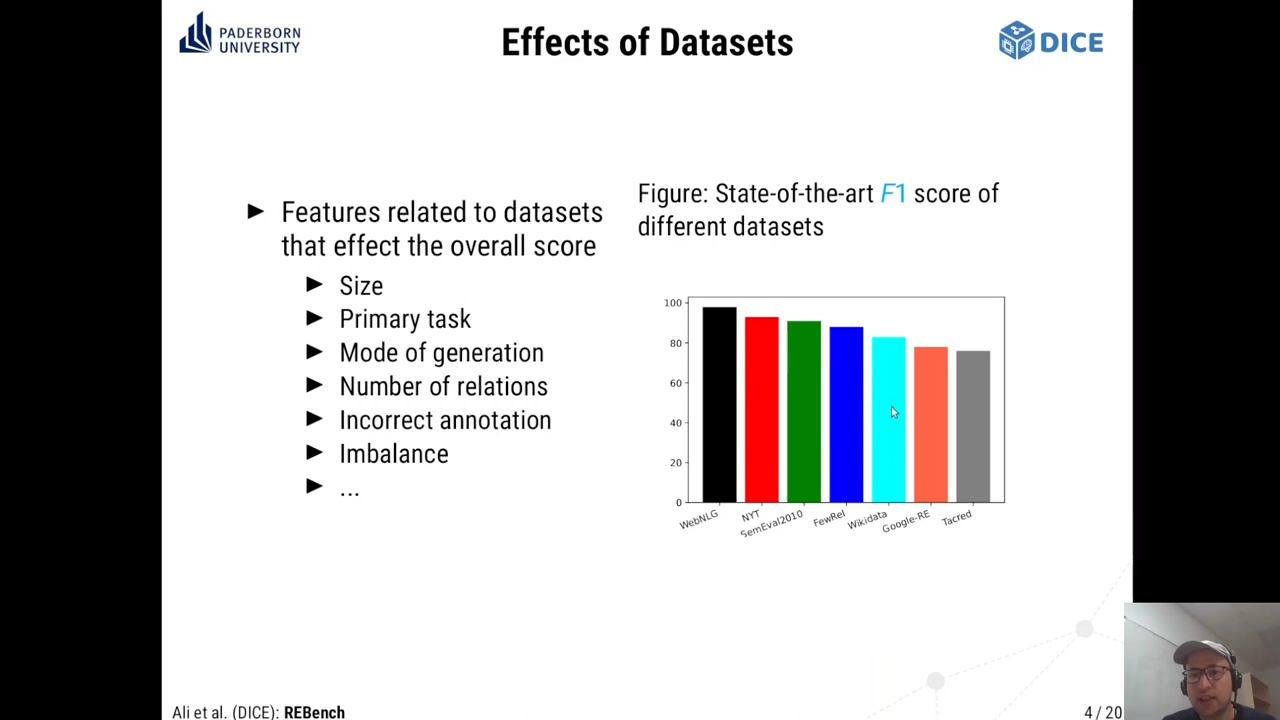 PADERBORN
UNIVERSITY
Effects of Datasets
DICE
Features related to datasets
that effect the overall score
Size
Primary task
Mode of generation
Number of relations
Incorrect annotation
Imbalance
...
Figure: State-of-the-art F1 score of
different datasets
100
80
60
40
20
0
WebNLG
NYT
SemEval2010
FewRel
Wikidata
Google-RE
Tacred
Ali et al. (DICE): REBench
4 / 20